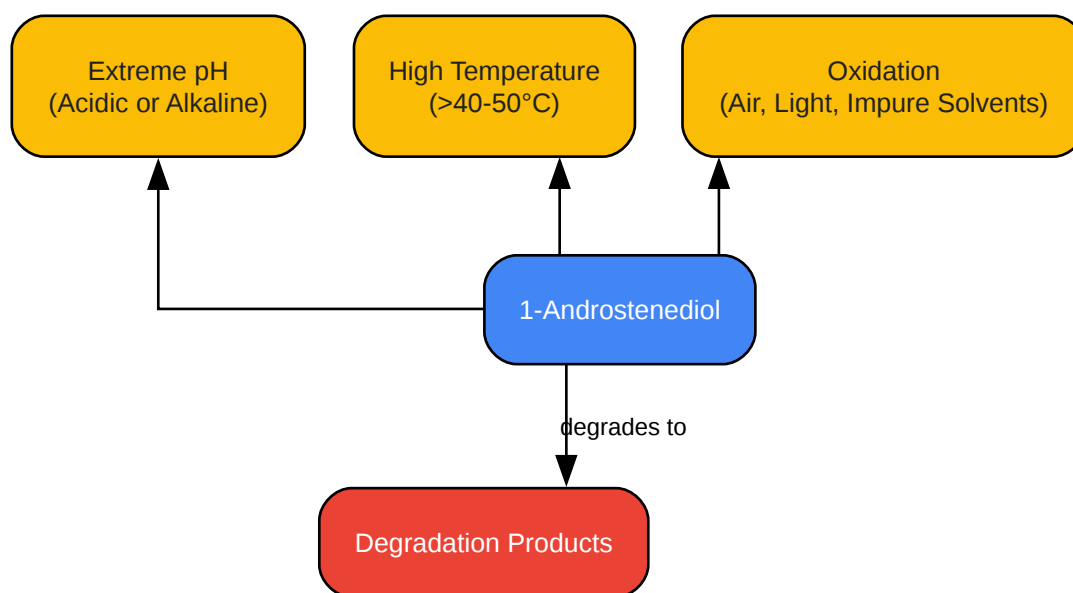 Extreme pH
(Acidic or Alkaline)
High Temperature
(>40-50°C)
Oxidation
(Air, Light, Impure Solvents)
1-Androstenediol
degrades to
Degradation Products